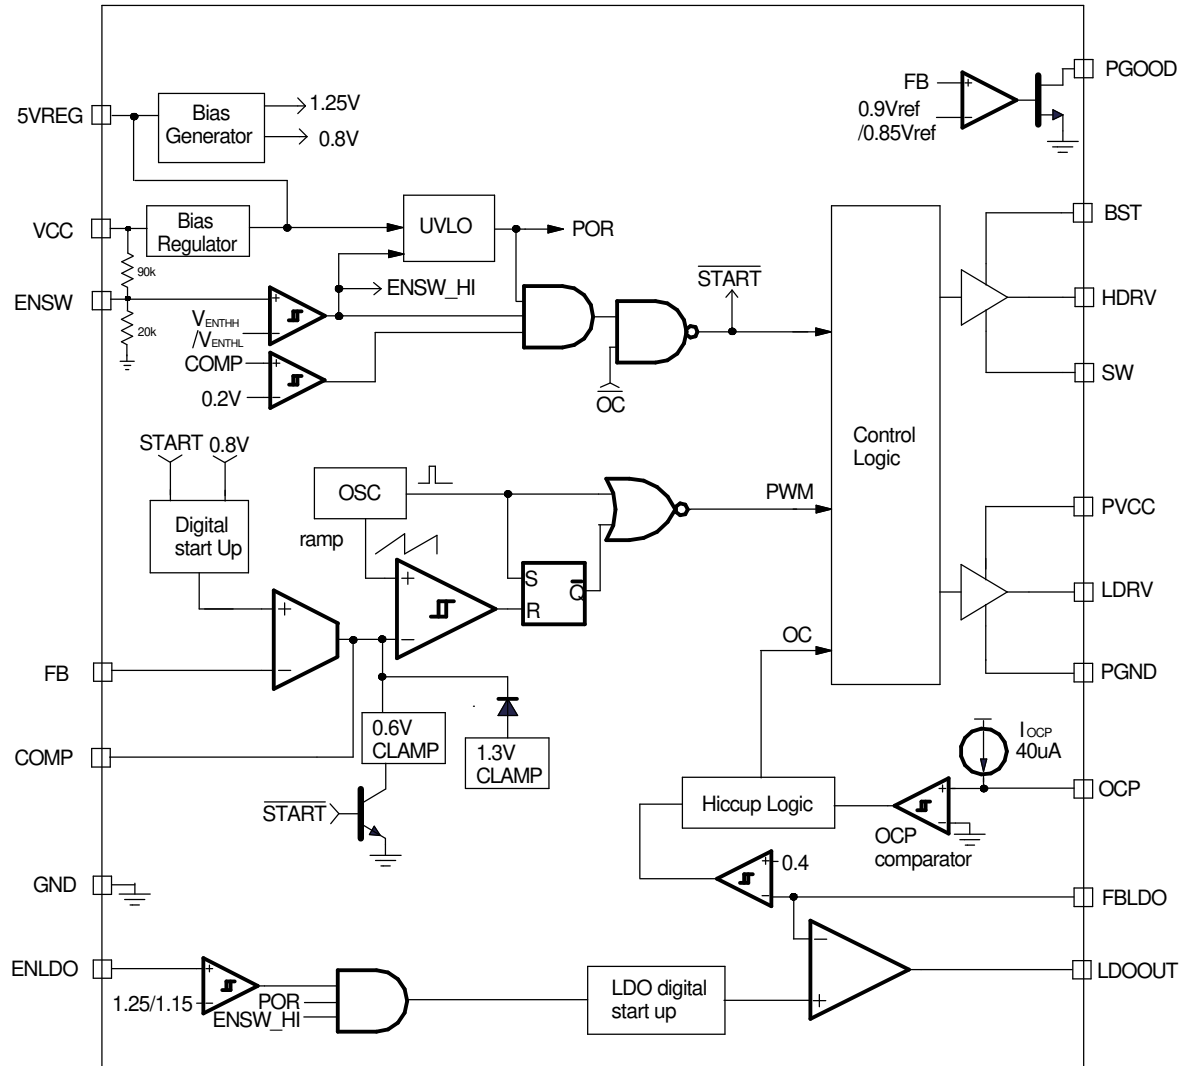 PGOOD
FB
+
0.9Vref
/0.85Vref
−
5VREG
Bias
Generator
1.25V
0.8V
VCC
Bias
Regulator
UVLO
POR
BST
90k
ENSW
ENSW_HI
START
HDRV
20k
+
VENTHH
/VENTHL
−
COMP
+
0.2V
−
OC
SW
START 0.8V
Control
Logic
OSC
PWM
PVCC
Digital
start Up
ramp
+
S
Q
R
−
LDRV
+
−
OC
FB
PGND
0.6V
CLAMP
1.3V
CLAMP
COMP
IOCP
40uA
START
Hiccup Logic
+
−
OCP
OCP
comparator
+
0.4
−
GND
FBLDO
−
ENLDO
+
1.25/1.15
−
POR
ENSW_HI
LDO digital
start up
+
LDOOUT